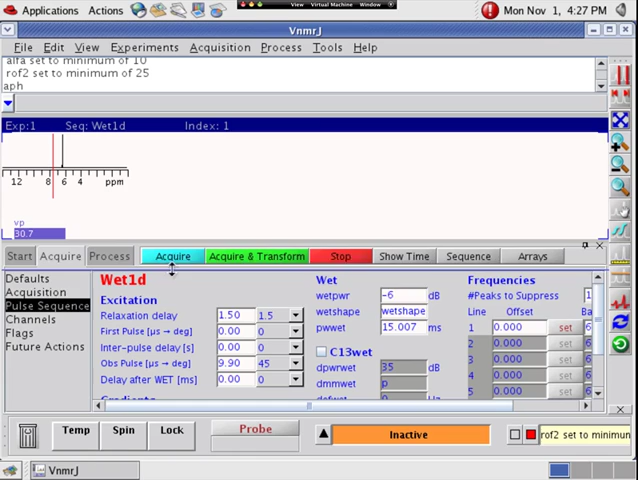 View Virtual Machine Window
Applications Actions Mon Nov 1, 4:27 PM
VnmrJ
File Edit View Experiments Acquisition Process Tools Help
alfa set to minimum of 10
rof2 set to minimum of 25
aph
Exp:1 Seq: Wet1d Index: 1
12 8 6 4 ppm
vp
30.7
Start Acquire Process Acquire Acquire & Transform Stop Show Time Sequence Arrays
Defaults
Acquisition
Pulse Sequence
Channels
Flags
Future Actions
Wet1d
Excitation
Relaxation delay 1.50 1.5
First Pulse [µs → deg] 0.00 0
Inter-pulse delay [s] 0.00 0
Obs Pulse [µs → deg] 9.90 45
Delay after WET [ms] 0.00 0
Wet
wetpwr -6 dB
wetshape wetshape
pwwet 15.007 ms
C13wet
dpwrwet 35 dB
dmmwet p
Frequencies
#Peaks to Suppress 1
Line Offset Ba
1 0.000 set 6
2 0.000 set 6
3 0.000 set 6
4 0.000 set 6
5 0.000 set 6
Temp Spin Lock Probe Inactive rof2 set to minimun
VnmrJ